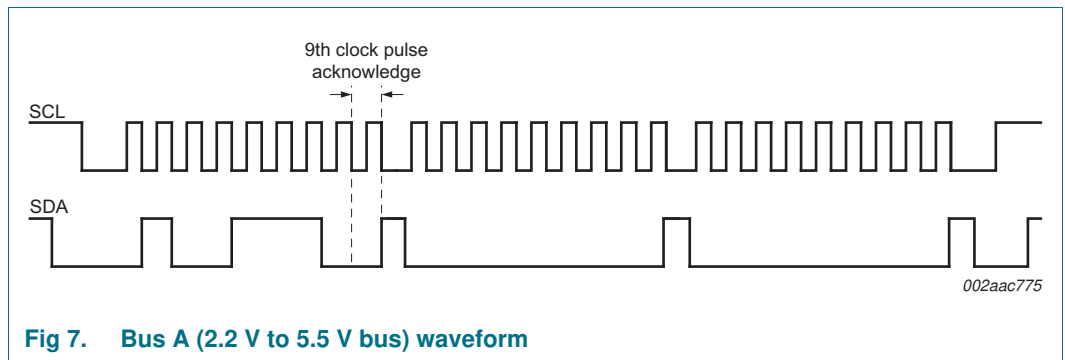 9th clock pulse
acknowledge
SCL
SDA
002aac775
Fig 7. Bus A (2.2 V to 5.5 V bus) waveform